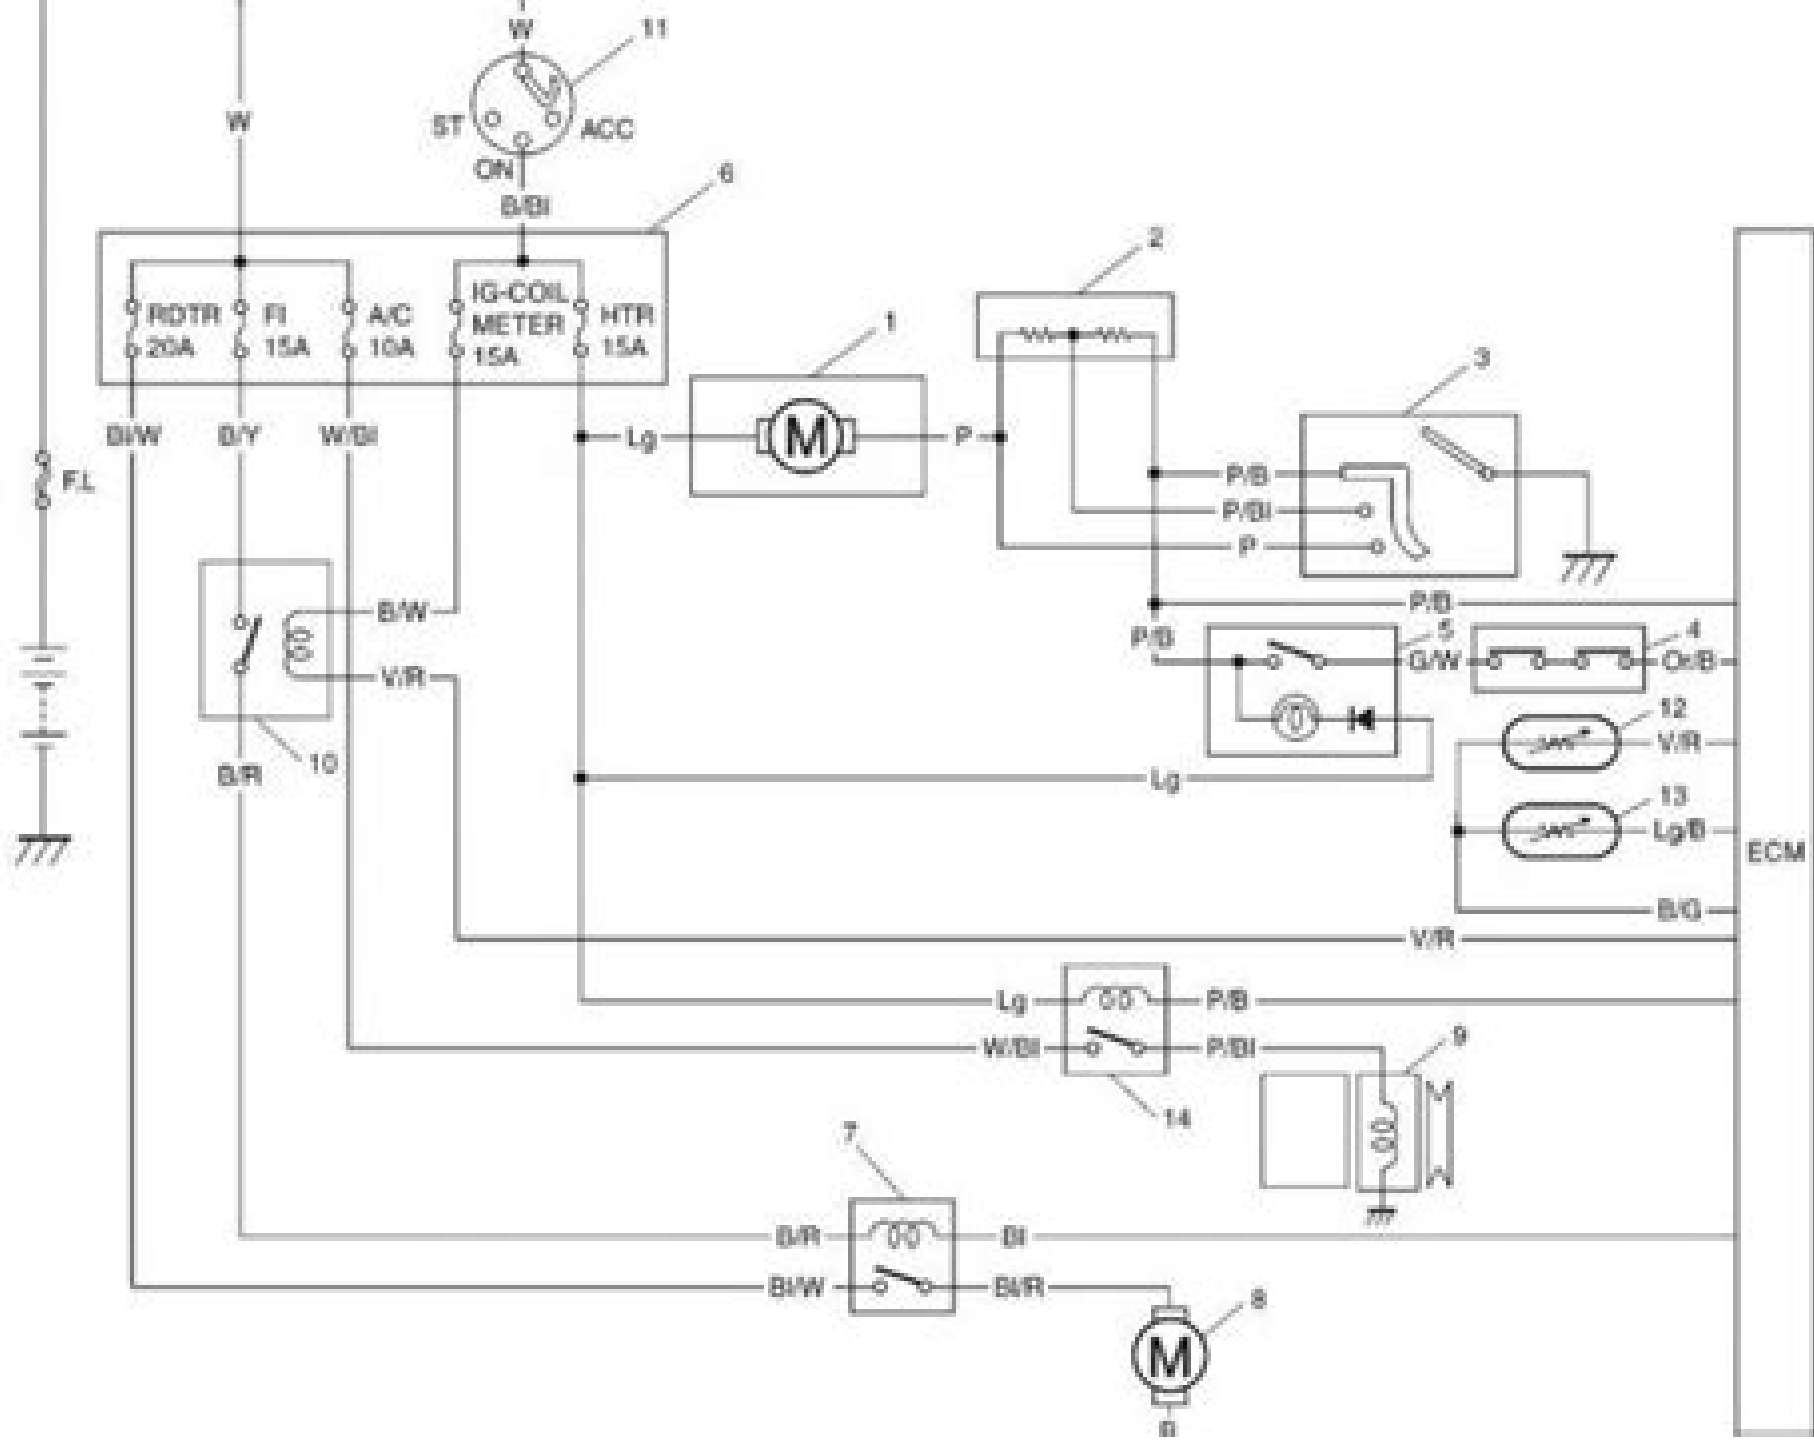 W
11
W
ST
ACC
ON
B/Bl
6
2
RDTR
20A
FI
15A
A/C
10A
IG-COIL
METER
15A
HTR
15A
1
3
Bl/W
B/Y
W/Bl
Lg
M
P
P/B
P/Bl
P
F.L
B/W
P/B
P/B
5
4
G/W
Or/B
V/R
12
V/R
10
B/R
Lg
13
Lg/B
ECM
B/G
V/R
Lg
P/B
W/Bl
P/Bl
9
14
7
B/R
Bl
Bl/W
Bl/R
8
M
B